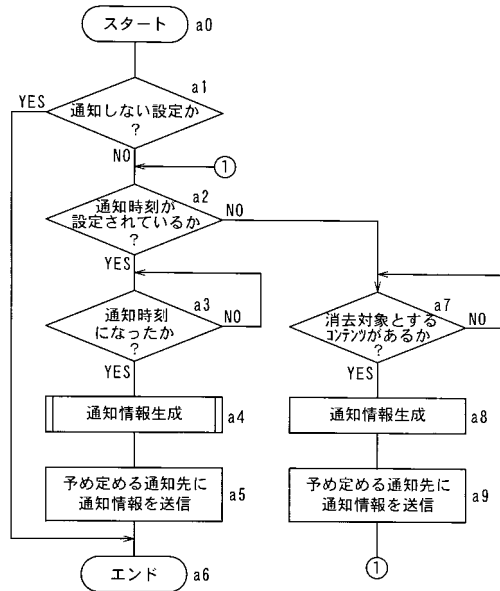 スタート a0
a1
YES
通知しない設定か
?
NO
①
a2
通知時刻が
設定されているか
?
NO
YES
a3
通知時刻
になったか
?
NO
YES
a7
消去対象とする
コンテンツがあるか
?
NO
YES
通知情報生成 a4
通知情報生成 a8
予め定める通知先に
通知情報を送信
a5
予め定める通知先に
通知情報を送信
a9
エンド a6
①